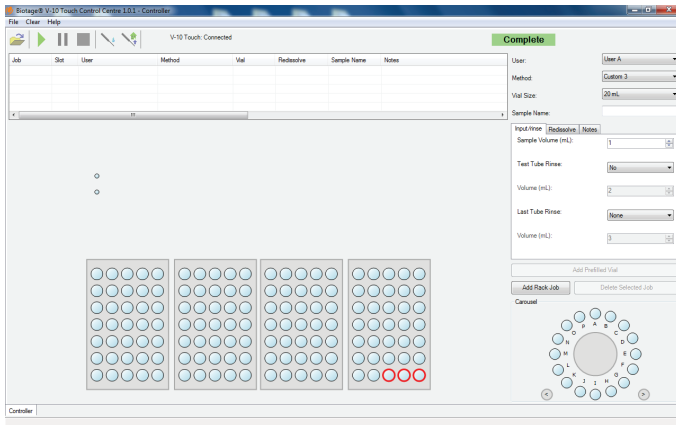 Biotage® V-10 Touch Control Centre 1.0.1 - Controller
File Clear Help
V-10 Touch: Connected
Complete
Job Slot User Method Vial Redissolve Sample Name Notes
User: User A
Method: Custom 3
Vial Size: 20 mL
Sample Name:
Input/rinse Redissolve Notes
Sample Volume (mL): 1
Test Tube Rinse: No
Volume (mL): 2
Last Tube Rinse: None
Volume (mL): 3
Add Prefilled Vial
Add Rack Job Delete Selected Job
Carousel
A
B
C
D
E
F
G
H
I
J
K
L
M
N
O
P
< >
Controller